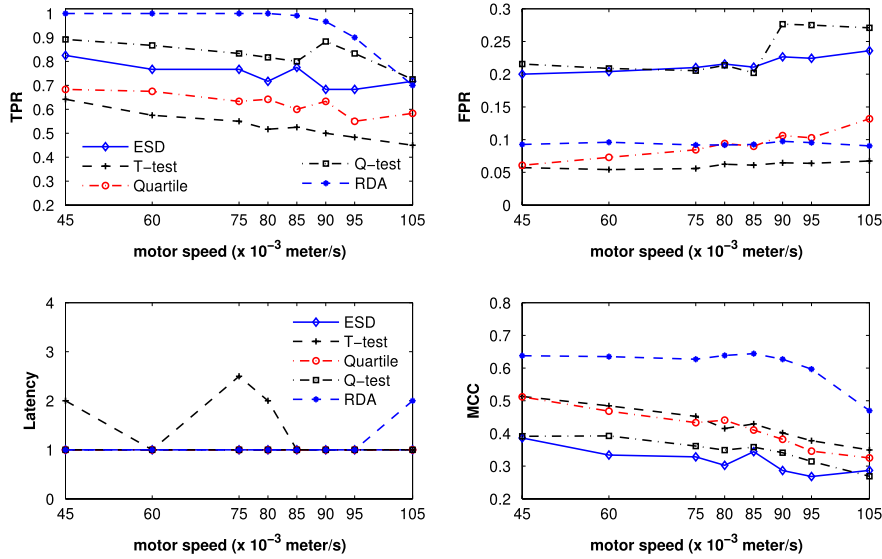 1
0.9
0.8
0.7
0.6
0.5
0.4
0.3
0.2
TPR
ESD
T-test
Quartile
Q-test
RDA
45 60 75 80 85 90 95 105
motor speed (x 10⁻³ meter/s)
0.3
0.25
0.2
0.15
0.1
0.05
0
FPR
45 60 75 80 85 90 95 105
motor speed (x 10⁻³ meter/s)
4
3
2
1
0
Latency
ESD
T-test
Quartile
Q-test
RDA
45 60 75 80 85 90 95 105
motor speed (x 10⁻³ meter/s)
0.8
0.7
0.6
0.5
0.4
0.3
0.2
MCC
45 60 75 80 85 90 95 105
motor speed (x 10⁻³ meter/s)